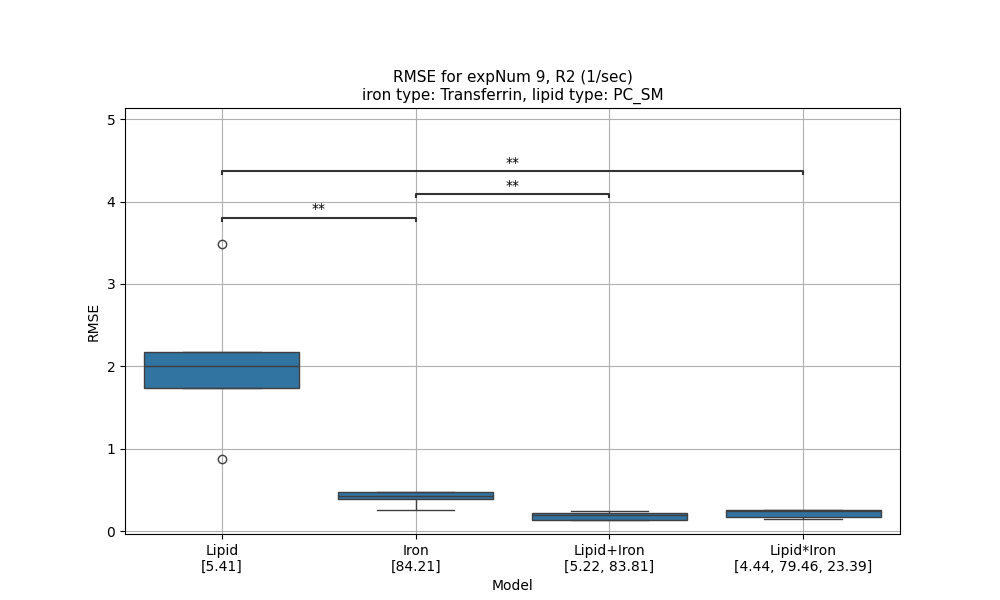 RMSE for expNum 9, R2 (1/sec)
iron type: Transferrin, lipid type: PC_SM
RMSE
5
4
3
2
1
0
**
**
**
Lipid
[5.41]
Iron
[84.21]
Lipid+Iron
[5.22, 83.81]
Lipid*Iron
[4.44, 79.46, 23.39]
Model